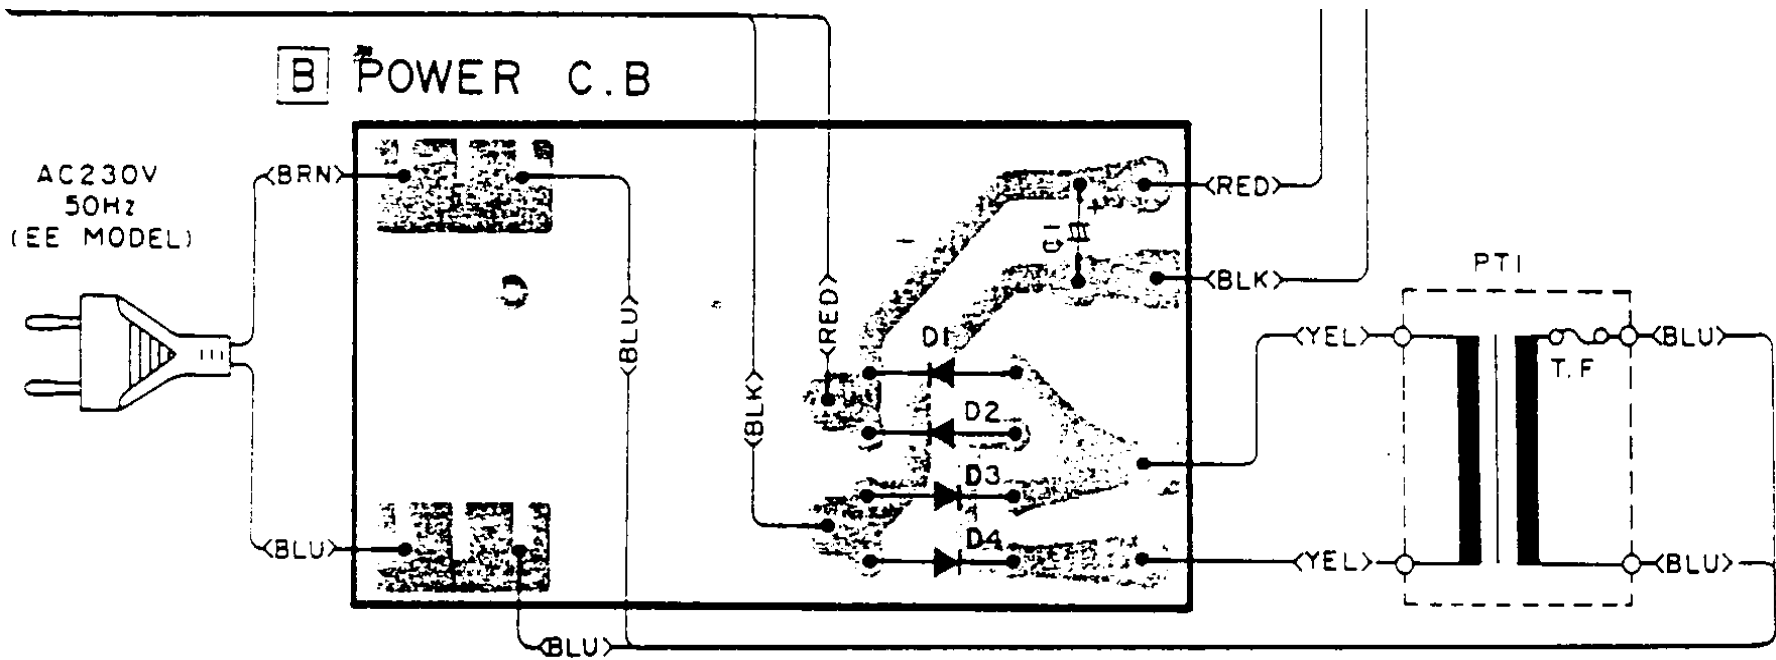 B POWER C.B
AC230V
50Hz
(EE MODEL)
BRN
RED
+
C1
BLK
PT1
BLU
RED
D1
YEL
BLU
T.F
BLK
D2
D3
D4
BLU
YEL
BLU
BLU